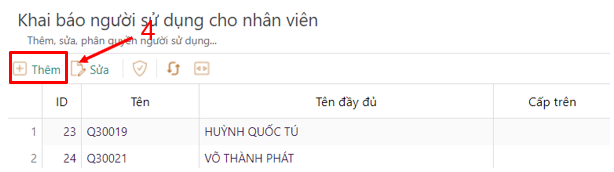 Khai báo người sử dụng cho nhân viên
Thêm, sửa, phân quyền người sử dụng...
4
Thêm Sửa
ID Tên Tên đầy đủ Cấp trên
1 23 Q30019 HUỲNH QUỐC TÚ
2 24 Q30021 VÕ THÀNH PHÁT